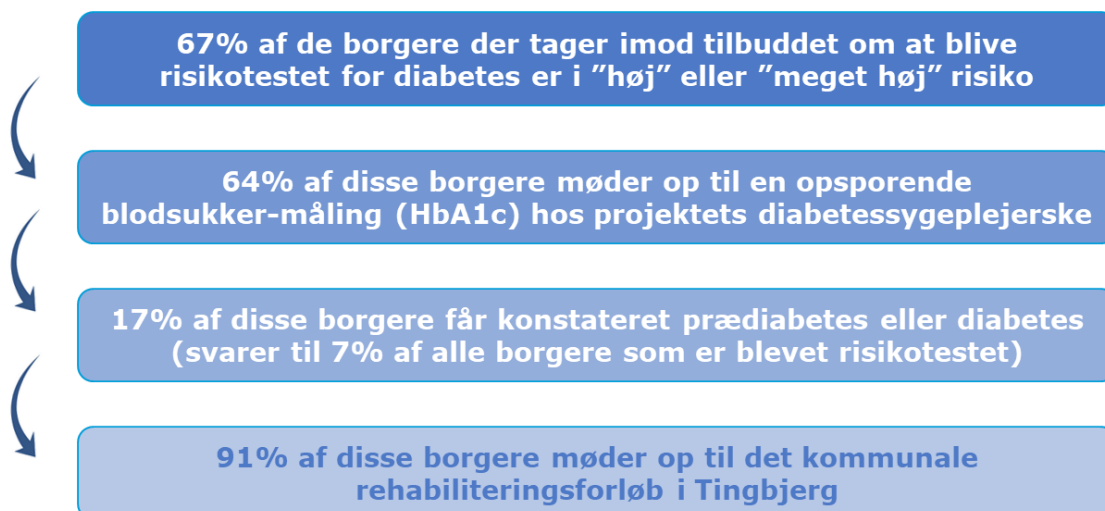 67% af de borgere der tager imod tilbuddet om at blive
risikotestet for diabetes er i ”høj” eller ”meget høj” risiko
64% af disse borgere møder op til en opsporende
blodsukker-måling (HbA1c) hos projektets diabetessygeplejerske
17% af disse borgere får konstateret prædiabetes eller diabetes
(svarer til 7% af alle borgere som er blevet risikotestet)
91% af disse borgere møder op til det kommunale
rehabiliteringsforløb i Tingbjerg